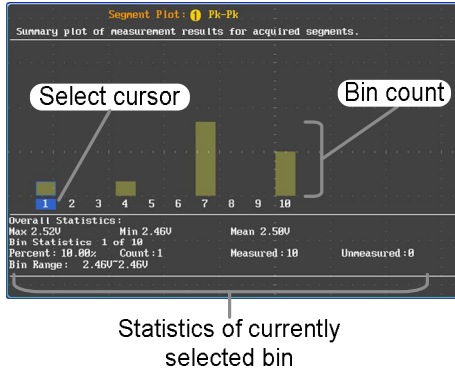 Segment Plot: 1 Pk-Pk
Summary plot of measurement results for acquired segments.
Select cursor
Bin count
1 2 3 4 5 6 7 8 9 10
Overall Statistics:
Max 2.52V Min 2.46V Mean 2.50V
Bin Statistics 1 of 10
Percent: 10.00% Count:1 Measured:10 Unmeasured:0
Bin Range: 2.46V~2.46V
Statistics of currently
selected bin